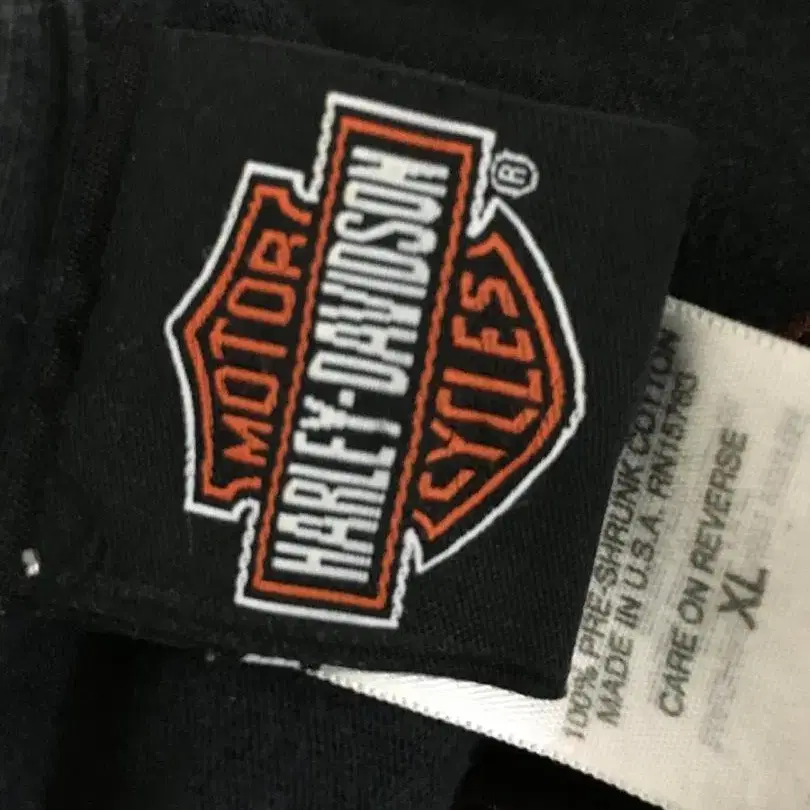 MOTOR
HARLEY-DAVIDSON
®
CYCLES
100% PRE-SHRUNK COTTON
MADE IN U.S.A. RN15763
CARE ON REVERSE
XL